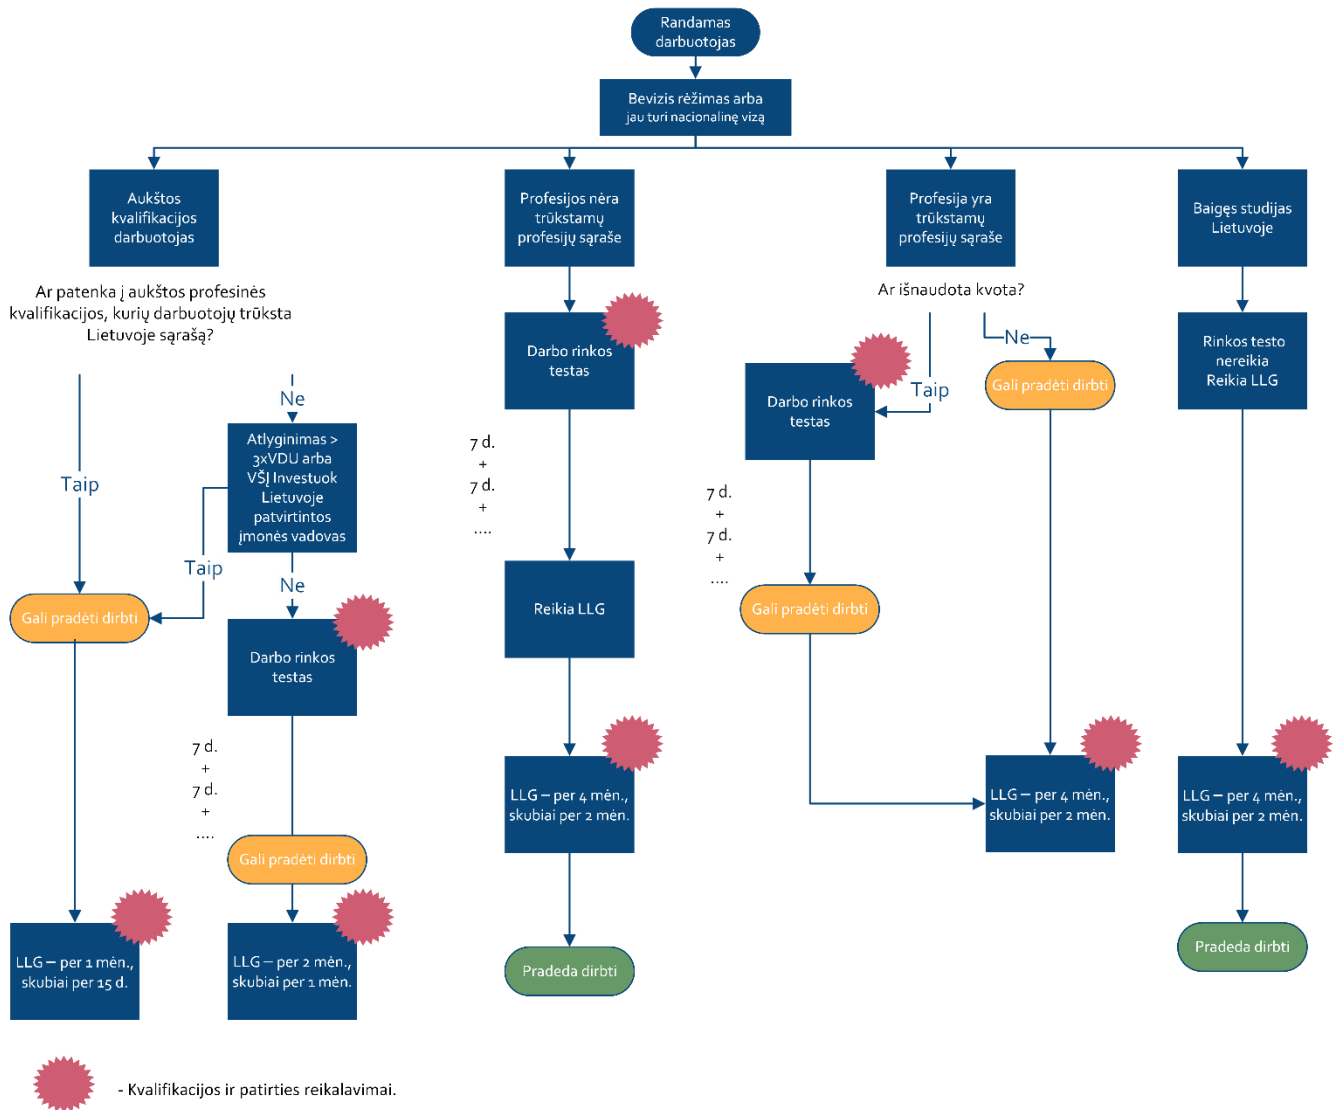 Randamas
darbuotojas
Bevizis rėžimas arba
jau turi nacionalinę vizą
Aukštos
kvalifikacijos
darbuotojas
Profesijos nėra
trūkstamų
profesijų sąraše
Profesija yra
trūkstamų
profesijų sąraše
Baigęs studijas
Lietuvoje
Ar patenka į aukštos profesinės
kvalifikacijos, kurių darbuotojų trūksta
Lietuvoje sąrašą?
Ar išnaudota kvota?
Darbo rinkos
testas
Ne
Rinkos testo
nereikia
Reikia LLG
Gali pradėti dirbti
Taip
Darbo rinkos
testas
Ne
Atlyginimas >
3xVDU arba
VŠĮ Investuok
Lietuvoje
patvirtintos
įmonės vadovas
Taip
7 d.
+
7 d.
+
....
7 d.
+
7 d.
+
....
Taip
Ne
Gali pradėti dirbti
Reikia LLG
Gali pradėti dirbti
Darbo rinkos
testas
7 d.
+
7 d.
+
....
LLG – per 4 mėn.,
skubiai per 2 mėn.
LLG – per 4 mėn.,
skubiai per 2 mėn.
LLG – per 4 mėn.,
skubiai per 2 mėn.
Gali pradėti dirbti
LLG – per 1 mėn.,
skubiai per 15 d.
LLG – per 2 mėn.,
skubiai per 1 mėn.
Pradeda dirbti
Pradeda dirbti
- Kvalifikacijos ir patirties reikalavimai.